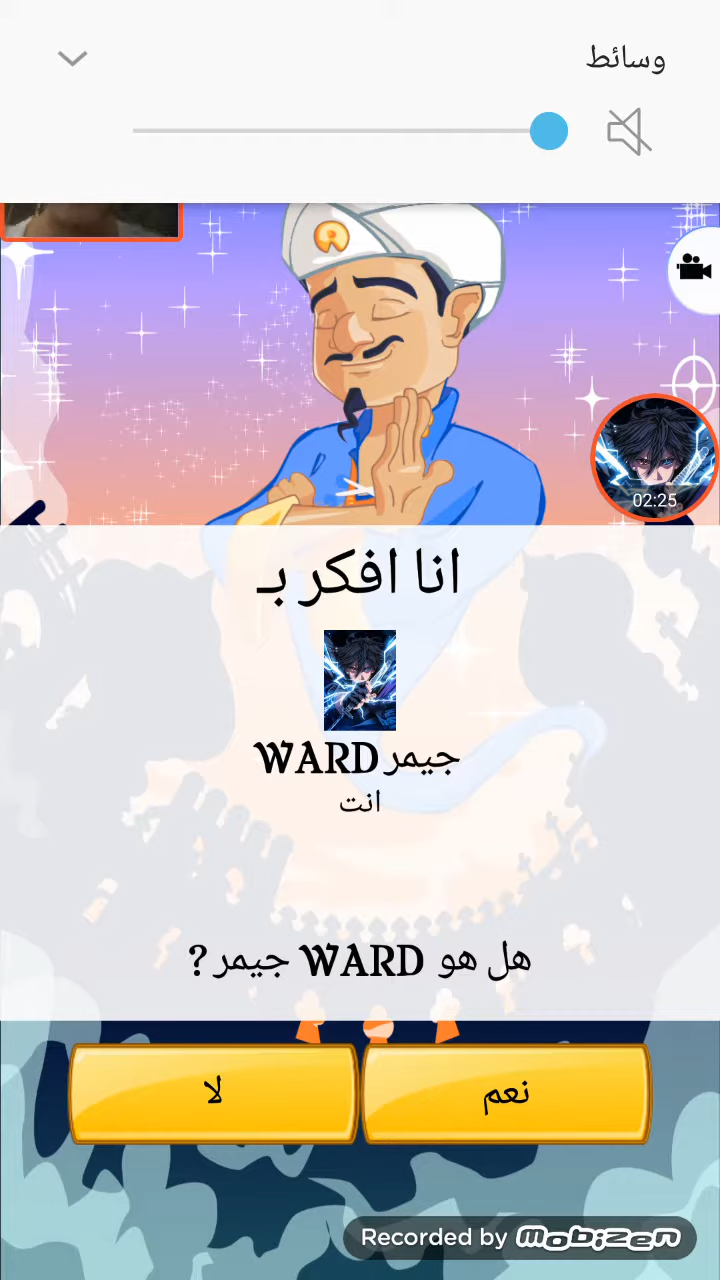 وسائط
02:25
انا افكر بـ
جيمر WARD
انت
هل هو WARD جيمر ?
لا
نعم
Recorded by mobizen